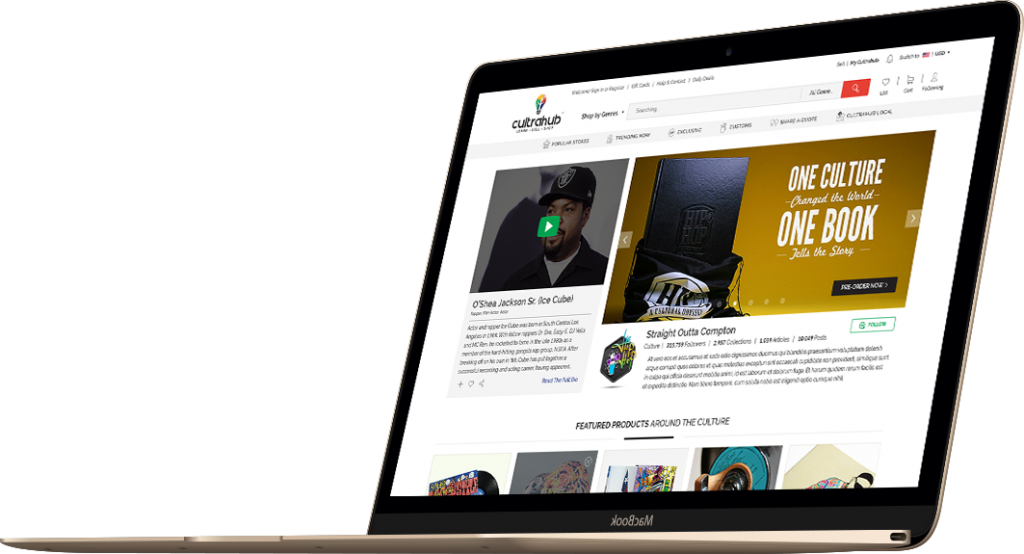 Sell | My Cultrahub Switch to USD
Welcome! Sign in or Register | Gift Cards | Help & Contact | Daily Deals
cultrahub
LEARN • SELL • SHOP
Shop by Genres
Searching
All Genre..
List
Cart
Following
POPULAR STORES
TRENDING NOW
EXCLUSIVE
CUSTOMS
SHARE A QUOTE
CULTRAHUB LOCAL
ONE CULTURE
Changed the World
ONE BOOK
Tells the Story
PRE-ORDER NOW
O'Shea Jackson Sr. (Ice Cube)
Rapper, Film Actor, Actor
Actor and rapper Ice Cube was born in South Central Los
Angeles in 1969. With fellow rappers Dr. Dre, Eazy E, DJ Yella
and MC Ren, he rocketed to fame in the late 1980s as a
member of the hard-hitting gangsta rap group, N.W.A. After
breaking off on his own in '89, Cube has put together a
successful recording and acting career, having appeared..
Read The Full Bio
Straight Outta Compton
FOLLOW
Culture | 203,759 Followers | 2,957 Collections | 1,039 Articles | 10,049 Posts
At vero eos et accusamus et iusto odio dignissimos ducimus qui blanditiis praesentium voluptatum deleniti
atque corrupti quos dolores et quas molestias excepturi sint occaecati cupiditate non provident, similique sunt
in culpa qui officia deserunt mollitia animi, id est laborum et dolorum fuga. Et harum quidem rerum facilis est
et expedita distinctio. Nam libero tempore, cum soluta nobis est eligendi optio cumque nihil.
FEATURED PRODUCTS AROUND THE CULTURE
MacBook